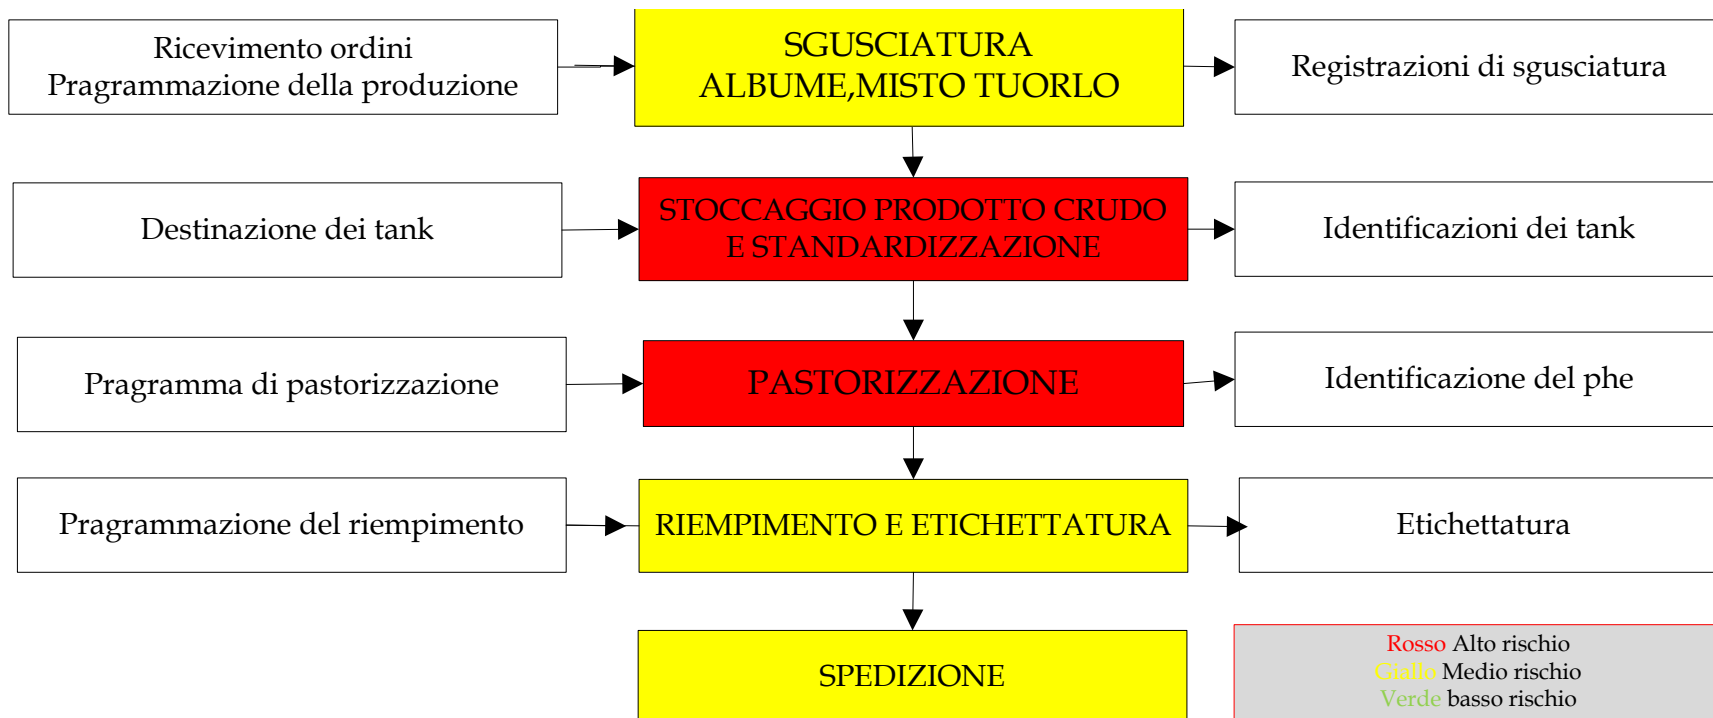 Ricevimento ordini
Pragrammazione della produzione
SGUSCIATURA
ALBUME,MISTO TUORLO
Registrazioni di sgusciatura
Destinazione dei tank
STOCCAGGIO PRODOTTO CRUDO
E STANDARDIZZAZIONE
Identificazioni dei tank
Pragramma di pastorizzazione
PASTORIZZAZIONE
Identificazione del phe
Pragrammazione del riempimento
RIEMPIMENTO E ETICHETTATURA
Etichettatura
SPEDIZIONE
Rosso Alto rischio
Giallo Medio rischio
Verde basso rischio